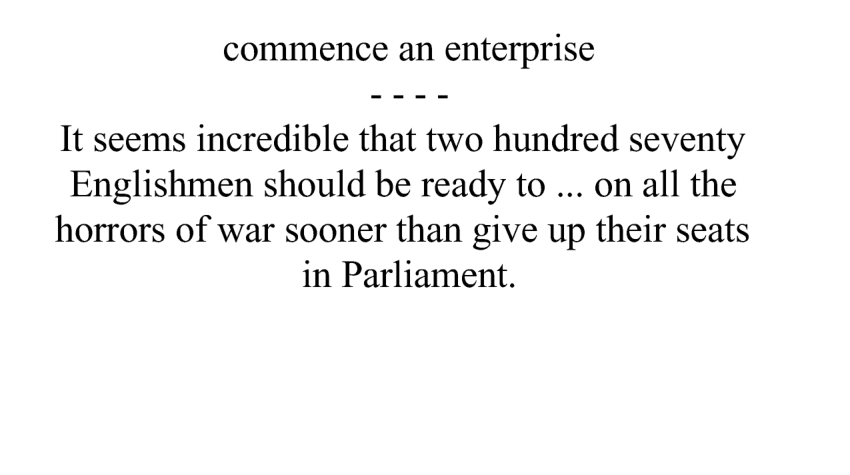 commence an enterprise
- - - -
It seems incredible that two hundred seventy
Englishmen should be ready to ... on all the
horrors of war sooner than give up their seats
in Parliament.